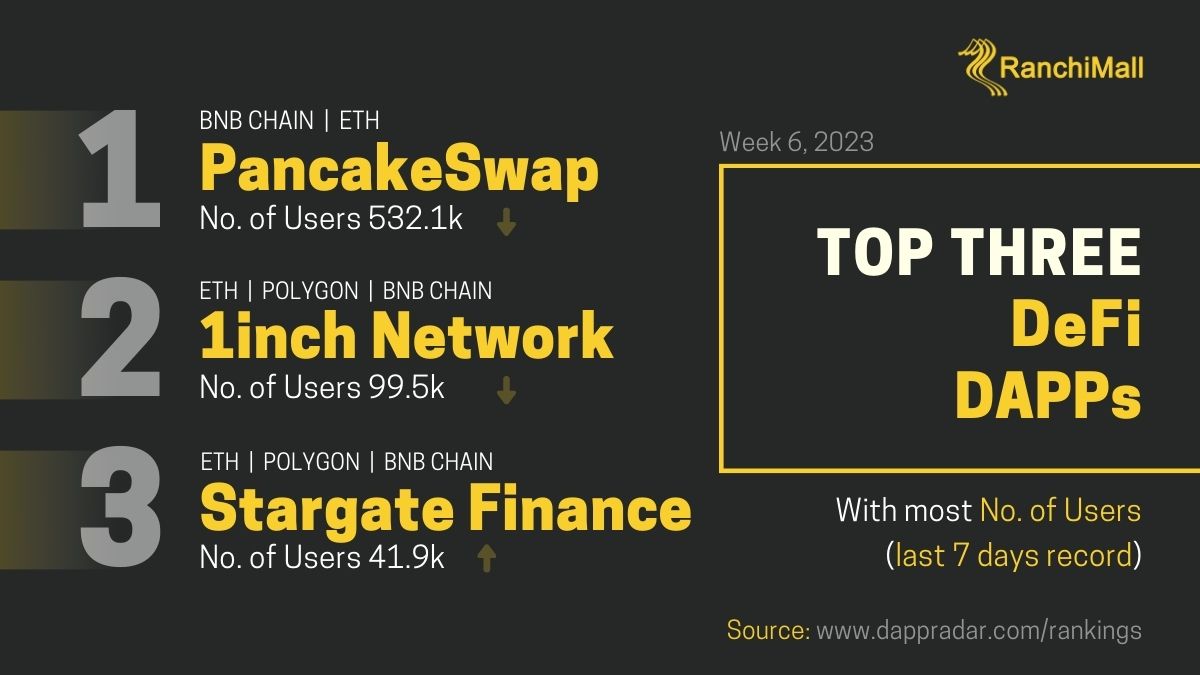 RanchiMall
1
BNB CHAIN | ETH
PancakeSwap
No. of Users 532.1k
2
ETH | POLYGON | BNB CHAIN
1inch Network
No. of Users 99.5k
3
ETH | POLYGON | BNB CHAIN
Stargate Finance
No. of Users 41.9k
Week 6, 2023
TOP THREE
DeFi
DAPPs
With most No. of Users
(last 7 days record)
Source: www.dappradar.com/rankings